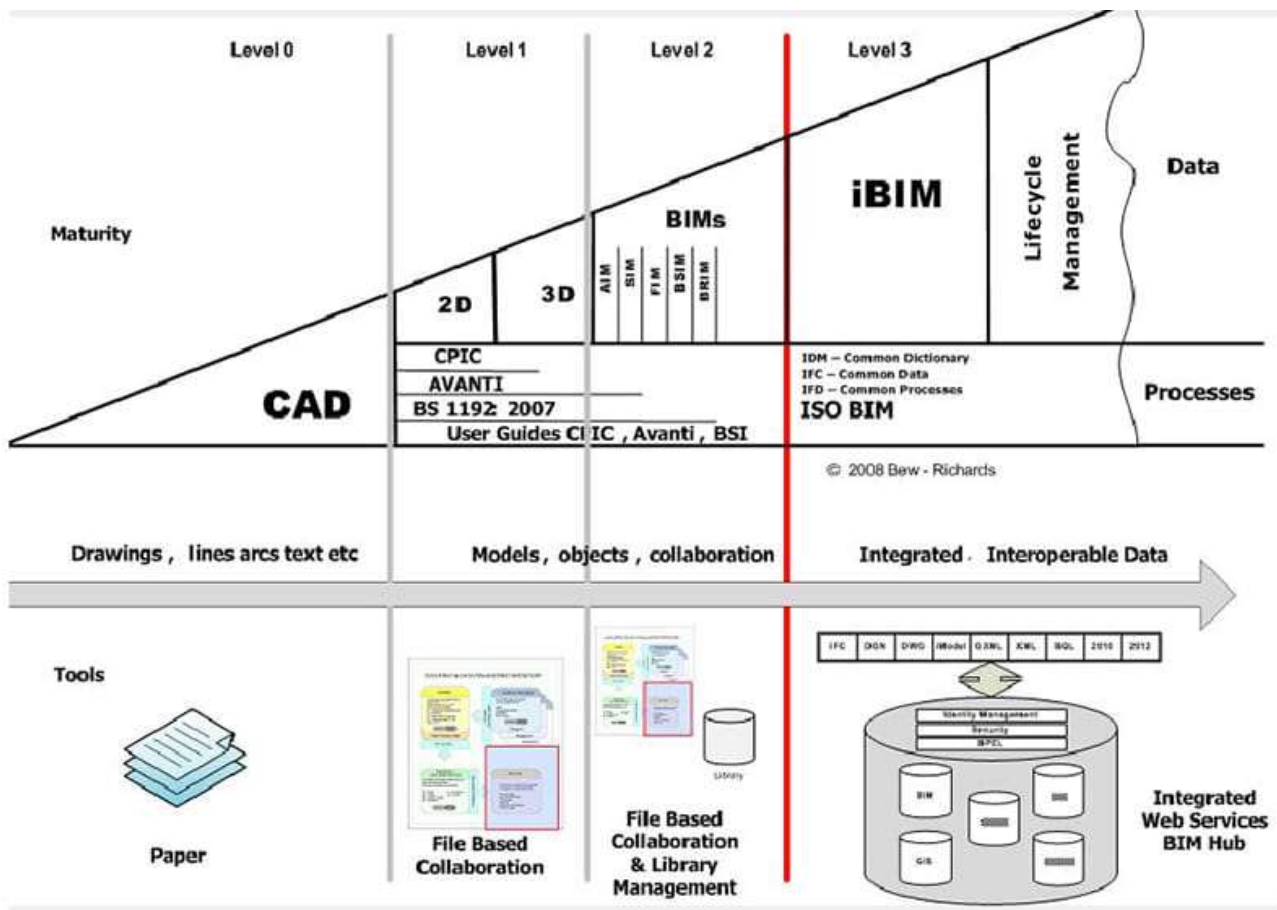 Level 0
Level 1
Level 2
Level 3
Maturity
CAD
2D
3D
BIMs
AIM
SIM
FIM
BSIM
BRIM
iBIM
Lifecycle
Management
Data
CPIC
AVANTI
BS 1192: 2007
User Guides CPIC , Avanti , BSI
IDM – Common Dictionary
IFC – Common Data
IFD – Common Processes
ISO BIM
Processes
© 2008 Bew - Richards
Drawings , lines arcs text etc
Models, objects , collaboration
Integrated , Interoperable Data
Tools
Paper
File Based
Collaboration
Library
File Based
Collaboration
& Library
Management
IFC
DGN
DWG
iModel
XML
2010
2012
Identity Management
Security
BPEL
BIM
GIS
Integrated
Web Services
BIM Hub